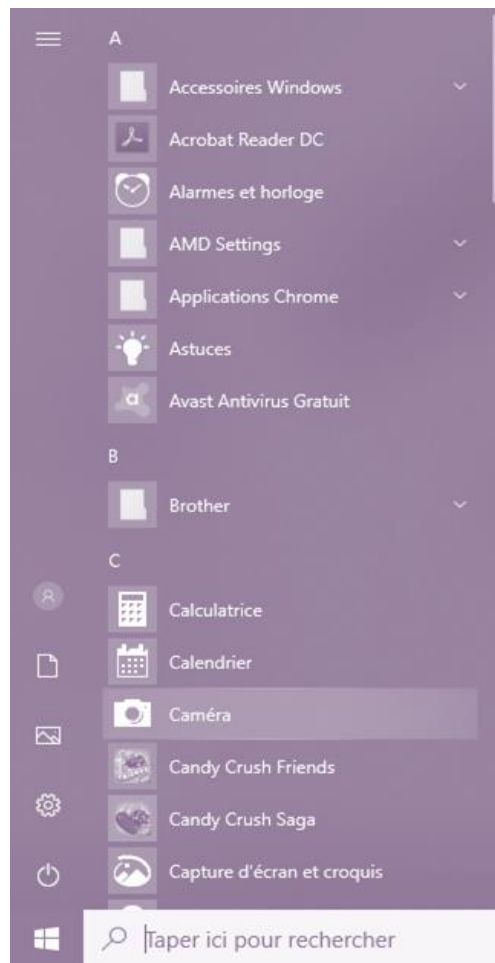 A
Accessoires Windows
Acrobat Reader DC
Alarmes et horloge
AMD Settings
Applications Chrome
Astuces
Avast Antivirus Gratuit
B
Brother
C
Calculatrice
Calendrier
Caméra
Candy Crush Friends
Candy Crush Saga
Capture d'écran et croquis
Taper ici pour rechercher